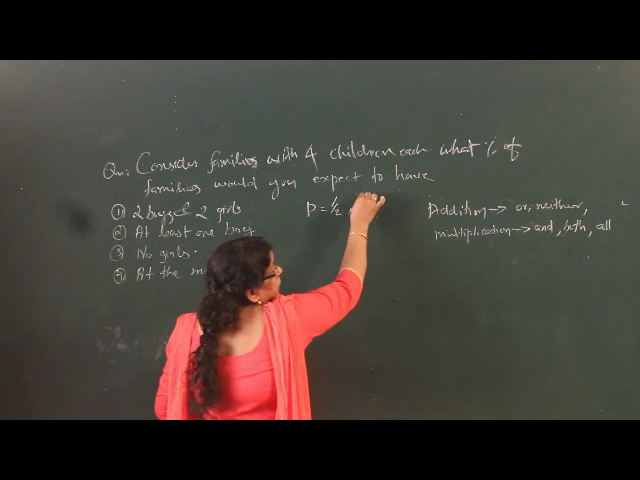 Qn: Consider families with 4 children each what % of
families would you expect to have
① 2 boys & 2 girls
② At least one boy
③ No girls.
④ At the
P = 1/2
Addition → or, neither,
multiplication → and, both, all